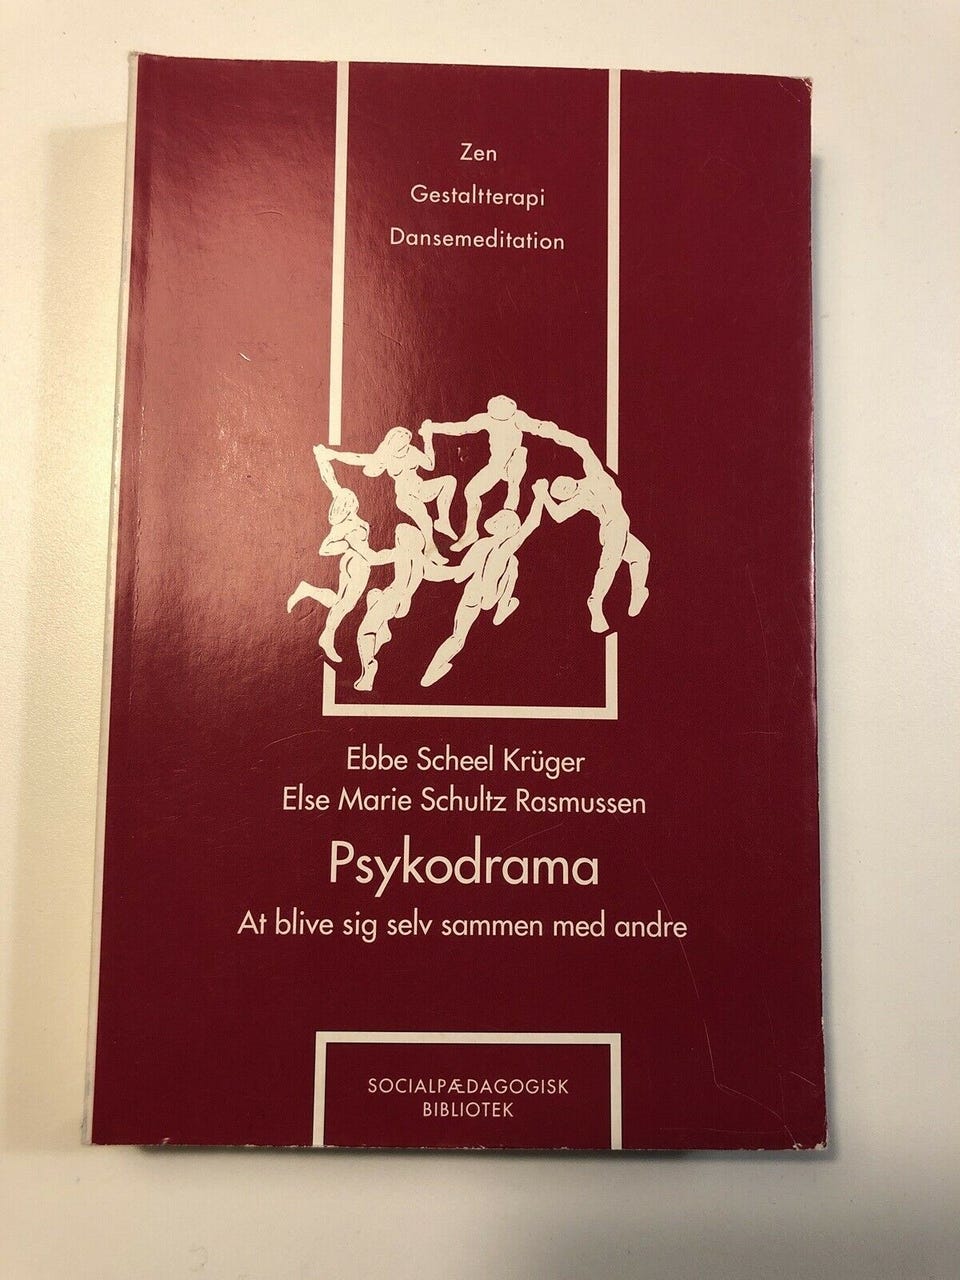 Zen
Gestaltterapi
Dansemeditation
Ebbe Scheel Krüger
Else Marie Schultz Rasmussen
Psykodrama
At blive sig selv sammen med andre
SOCIALPÆDAGOGISK
BIBLIOTEK